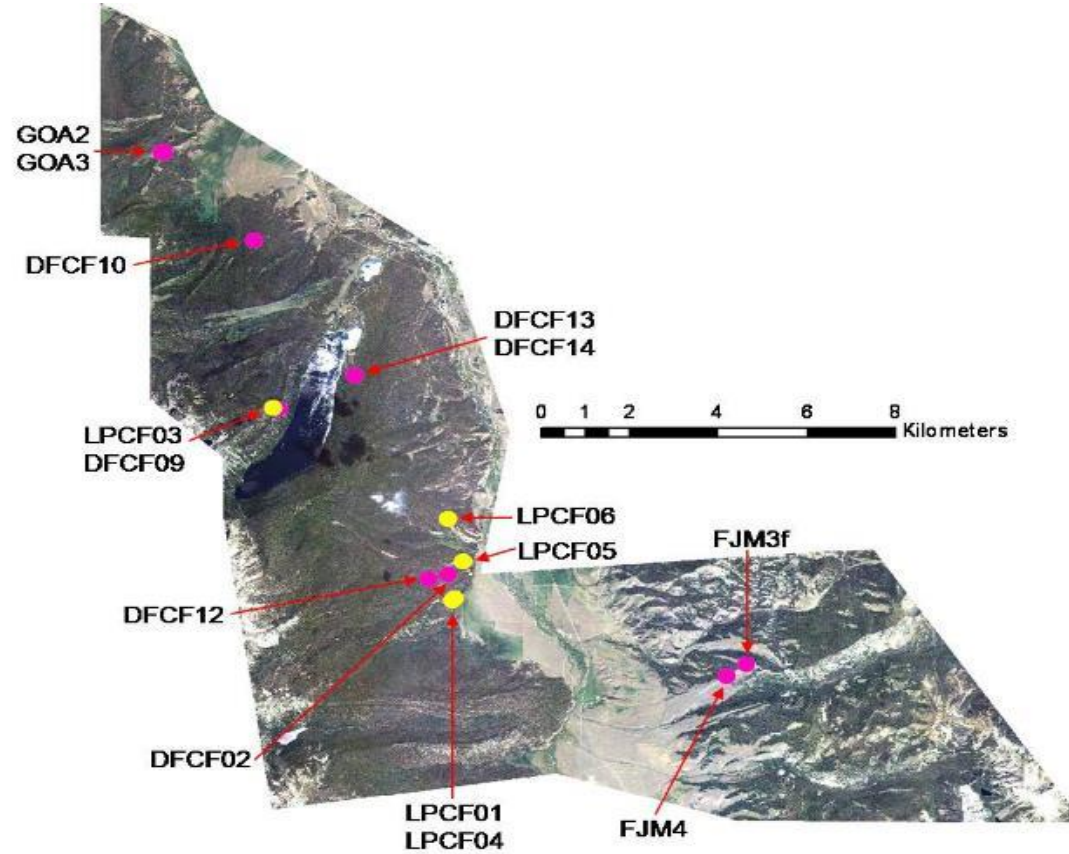 GOA2
GOA3
DFCF10
DFCF13
DFCF14
0 1 2 4 6 8
Kilometers
LPCF03
DFCF09
LPCF06
LPCF05
FJM3f
DFCF12
DFCF02
LPCF01
LPCF04
FJM4